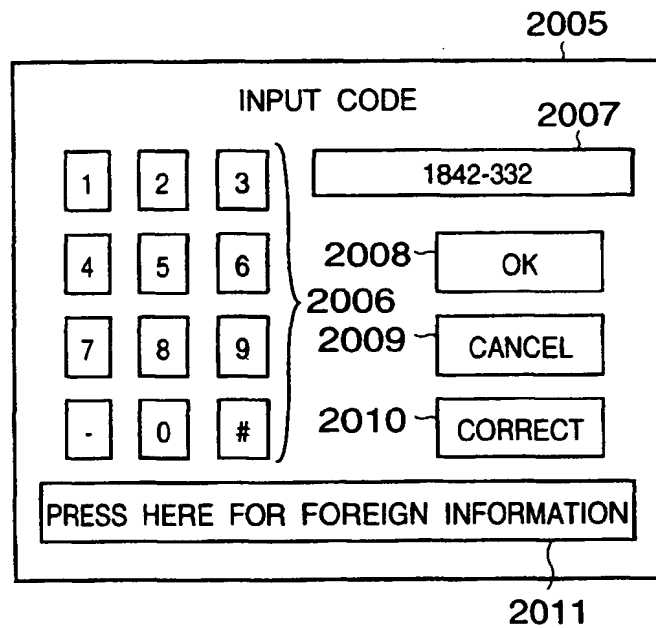 2005
INPUT CODE
2007
1 2 3
1842-332
4 5 6
2008
OK
2006
7 8 9
2009
CANCEL
- 0 #
2010
CORRECT
PRESS HERE FOR FOREIGN INFORMATION
2011